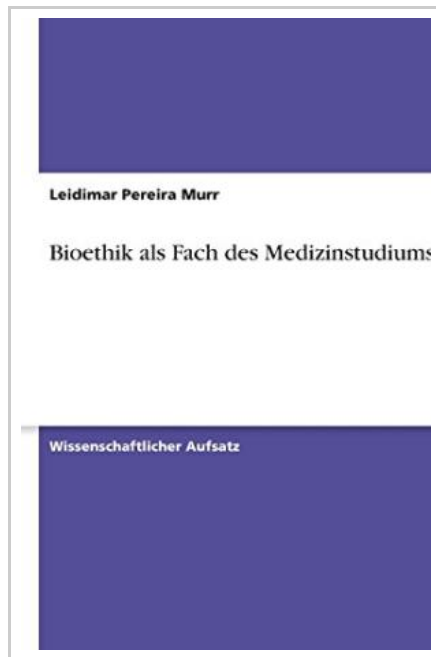 Leidimar Pereira Murr
Bioethik als Fach des Medizinstudiums
Wissenschaftlicher Aufsatz